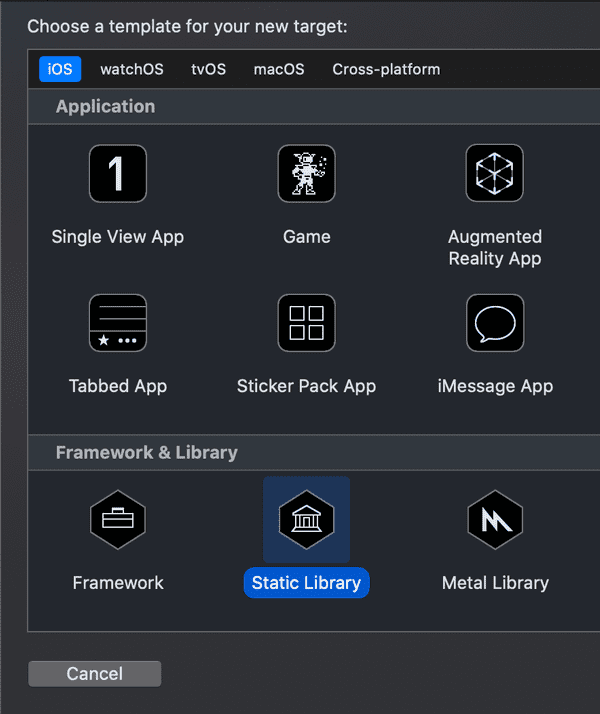 Choose a template for your new target:
iOS watchOS tvOS macOS Cross-platform
Application
1
Single View App Game Augmented
Reality App
Tabbed App Sticker Pack App iMessage App
Framework & Library
Framework Static Library Metal Library
Cancel